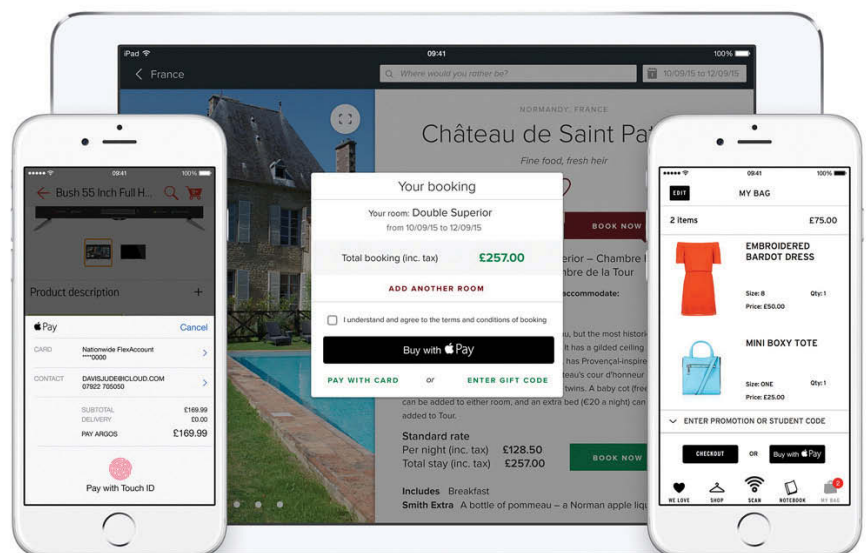 iPad 09:41 100%
France
Where would you rather be?
10/09/15 to 12/09/15
NORMANDY, FRANCE
Château de Saint Pa
Fine food, fresh heir
BOOK NOW
erior – Chambre
mbre de la Tour
accommodate:
u, but the most histori
It has a gilded ceiling
has Provençal-inspire
teau's cour d'honneur
twins. A baby cot (free
can be added to either room, and an extra bed (€20 a night) can
added to Tour.
Standard rate
Per night (inc. tax) £128.50
Total stay (inc. tax) £257.00
BOOK NOW
Includes Breakfast
Smith Extra A bottle of pommeau – a Norman apple liq
Your booking
Your room: Double Superior
from 10/09/15 to 12/09/15
Total booking (inc. tax) £257.00
ADD ANOTHER ROOM
I understand and agree to the terms and conditions of booking
Buy with Pay
PAY WITH CARD or ENTER GIFT CODE
09:41 100%
Bush 55 Inch Full H...
Product description +
Pay Cancel
CARD Nationwide FlexAccount
****0000
CONTACT DAVISJUDE@ICLOUD.COM
07922 705050
SUBTOTAL £169.99
DELIVERY £0.00
PAY ARGOS £169.99
Pay with Touch ID
09:41 100%
EDIT MY BAG
2 items £75.00
EMBROIDERED
BARDOT DRESS
Size: 8 Qty: 1
Price: £50.00
MINI BOXY TOTE
Size: ONE Qty: 1
Price: £25.00
ENTER PROMOTION OR STUDENT CODE
CHECKOUT OR Buy with Pay
2
WE LOVE SHOP SCAN NOTEBOOK MY BAG